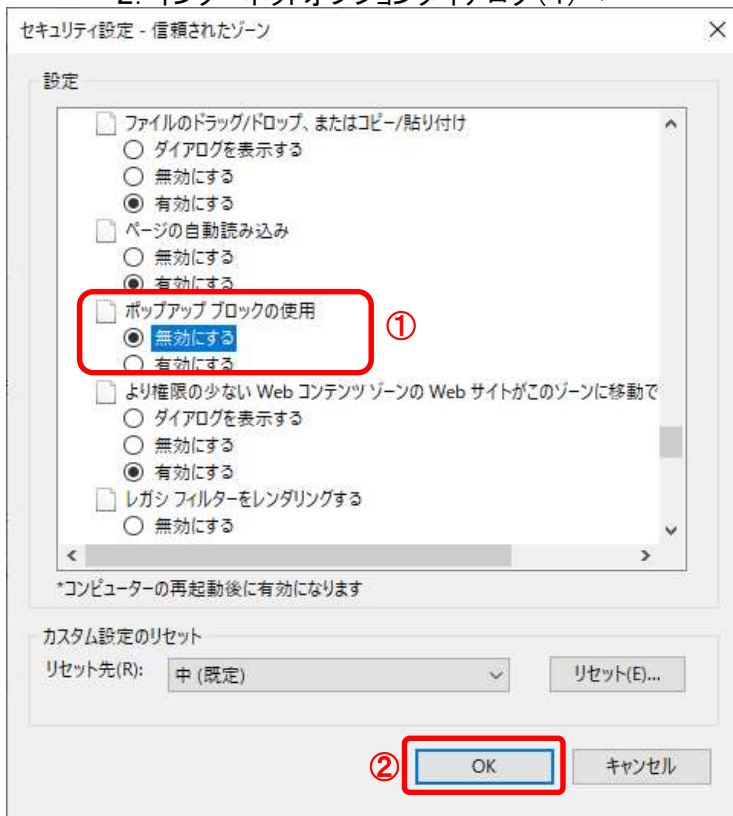 セキュリティ設定 - 信頼されたゾーン
設定
ファイルのドラッグ/ドロップ、またはコピー/貼り付け
ダイアログを表示する
無効にする
有効にする
ページの自動読み込み
無効にする
有効にする
ポップアップ ブロックの使用
①
無効にする
有効にする
より権限の少ない Web コンテンツ ゾーンの Web サイトがこのゾーンに移動で
ダイアログを表示する
無効にする
有効にする
レガシ フィルターをレンダリングする
無効にする
*コンピューターの再起動後に有効になります
カスタム設定のリセット
リセット先(R): 中 (既定) リセット(E)...
② OK キャンセル